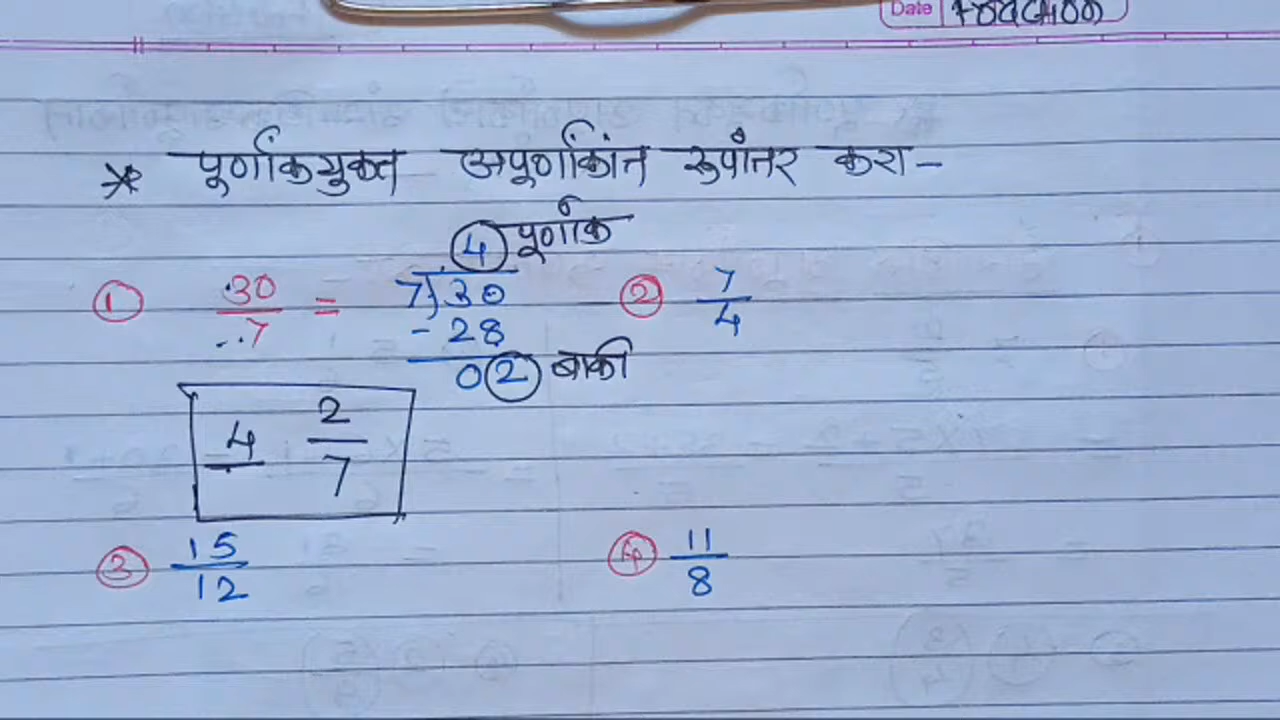 Date Fraction
* पूर्णांकयुक्त अपूर्णांकांत रुपांतर करा -
4 पूर्णांक
① 30/7 = 7)30 ② 7/4
- 28
02 बाकी
4 2/7
③ 15/12 ④ 11/8